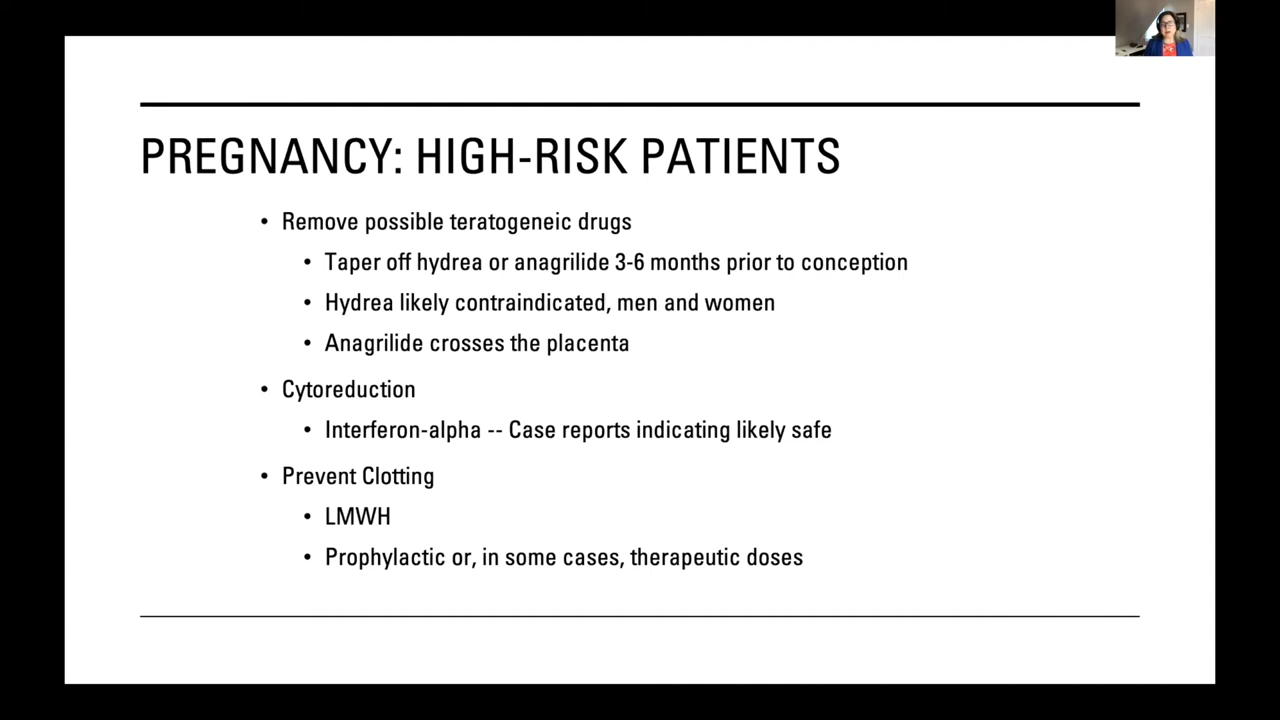 PREGNANCY: HIGH-RISK PATIENTS
• Remove possible teratogeneic drugs
• Taper off hydrea or anagrilide 3-6 months prior to conception
• Hydrea likely contraindicated, men and women
• Anagrilide crosses the placenta
• Cytoreduction
• Interferon-alpha -- Case reports indicating likely safe
• Prevent Clotting
• LMWH
• Prophylactic or, in some cases, therapeutic doses